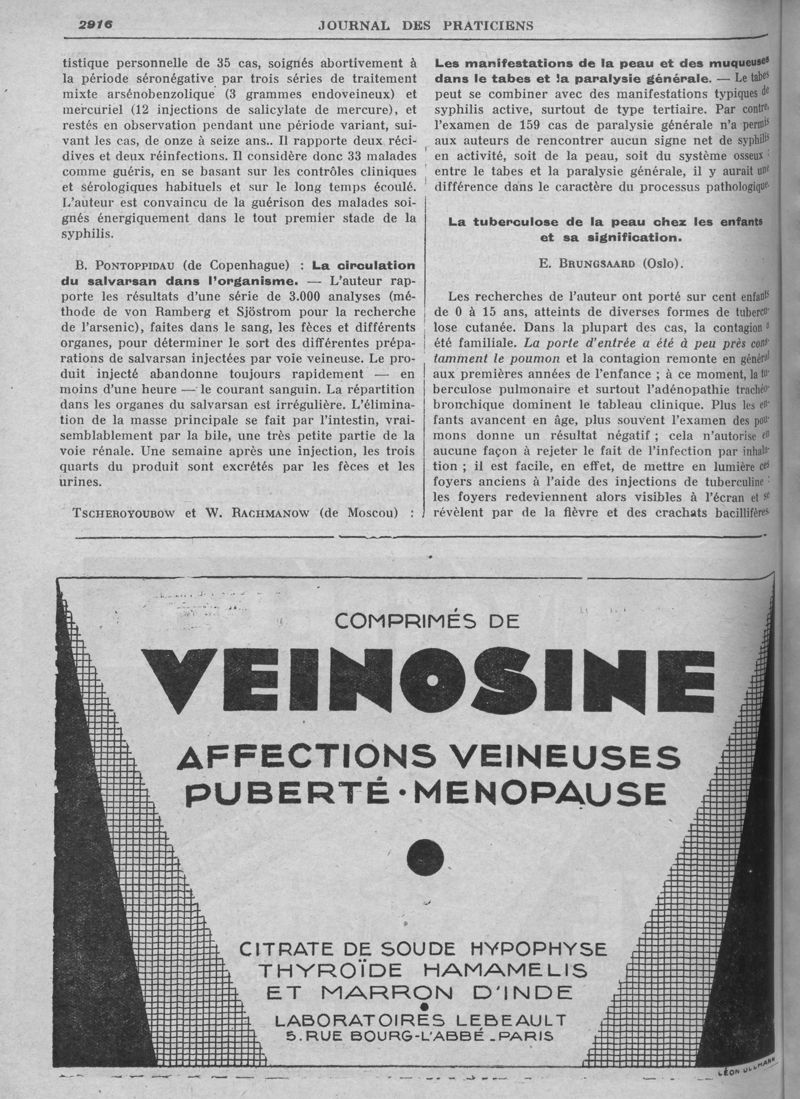 2916
JOURNAL DES PRATICIENS
tistique personnelle de 35 cas, soignés abortivement à
la période séronégative par trois séries de traitement
mixte arsénobenzolique (3 grammes endoveineux) et
mercuriel (12 injections de salicylate de mercure), et
restés en observation pendant une période variant, sui-
vant les cas, de onze à seize ans.. Il rapporte deux réci-
dives et deux réinfections. Il considère donc 33 malades
comme guéris, en se basant sur les contrôles cliniques
et sérologiques habituels et sur le long temps écoulé.
L'auteur est convaincu de la guérison des malades soi-
gnés énergiquement dans le tout premier stade de la
syphilis.
B. PONTOPPIDAU (de Copenhague) : La circulation
du salvarsan dans l'organisme. — L'auteur rap-
porte les résultats d'une série de 3.000 analyses (mé-
thode de von Ramberg et Sjöstrom pour la recherche
de l'arsenic), faites dans le sang, les fèces et différents
organes, pour déterminer le sort des différentes prépa-
rations de salvarsan injectées par voie veineuse. Le pro-
duit injecté abandonne toujours rapidement — en
moins d'une heure — le courant sanguin. La répartition
dans les organes du salvarsan est irrégulière. L'élimina-
tion de la masse principale se fait par l'intestin, vrai-
semblablement par la bile, une très petite partie de la
voie rénale. Une semaine après une injection, les trois
quarts du produit sont excrétés par les fèces et les
urines.
TSCHEROYOUBOW et W. RACHMANOW (de Moscou) :
Les manifestations de la peau et des muqueuses
dans le tabes et la paralysie générale. — Le tabes
peut se combiner avec des manifestations typiques de
syphilis active, surtout de type tertiaire. Par contre,
l'examen de 159 cas de paralysie générale n'a permis
aux auteurs de rencontrer aucun signe net de syphilis
en activité, soit de la peau, soit du système osseux :
entre le tabes et la paralysie générale, il y aurait une
différence dans le caractère du processus pathologique.
La tuberculose de la peau chez les enfants
et sa signification.
E. BRUNGSAARD (Oslo).
Les recherches de l'auteur ont porté sur cent enfants
de 0 à 15 ans, atteints de diverses formes de tubercu-
lose cutanée. Dans la plupart des cas, la contagion a
été familiale. La porte d'entrée a été à peu près cons-
tamment le poumon et la contagion remonte en général
aux premières années de l'enfance ; à ce moment, la tu-
berculose pulmonaire et surtout l'adénopathie trachéo-
bronchique dominent le tableau clinique. Plus les en-
fants avancent en âge, plus souvent l'examen des pou-
mons donne un résultat négatif ; cela n'autorise en
aucune façon à rejeter le fait de l'infection par inhala-
tion ; il est facile, en effet, de mettre en lumière ces
foyers anciens à l'aide des injections de tuberculine :
les foyers redeviennent alors visibles à l'écran et se
révèlent par de la fièvre et des crachats bacillifères.
COMPRIMÉS DE
VEINOSINE
AFFECTIONS VEINEUSES
PUBERTÉ • MENOPAUSE
CITRATE DE SOUDE HYPOPHYSE
THYROÏDE HAMAMELIS
ET MARRON D'INDE
LABORATOIRES LEBEAULT
5. RUE BOURG-L'ABBÉ _ PARIS
LÉON ULLMANN